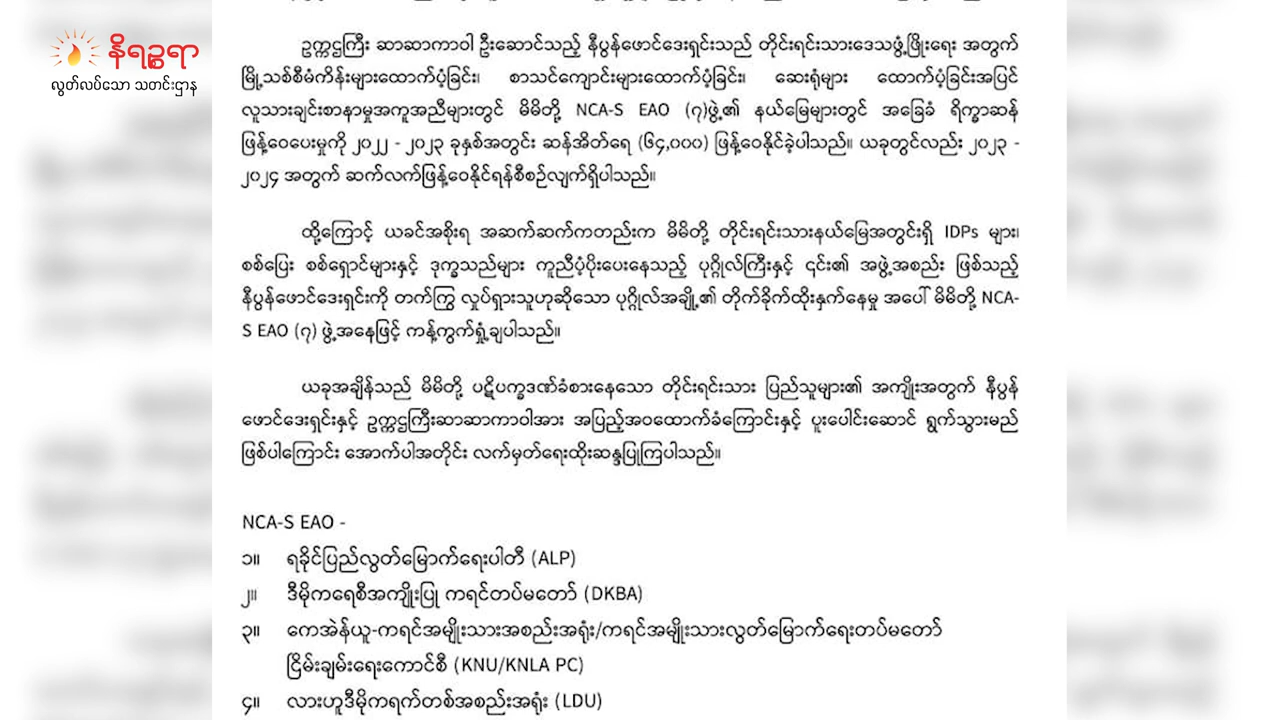 နိရဉ္စရာ
လွတ်လပ်သော သတင်းဌာန
ဥက္ကဌကြီး ဆာဆာကာဝါ ဦးဆောင်သည့် နိပွန်ဖောင်ဒေးရှင်းသည် တိုင်းရင်းသားဒေသဖွံ့ဖြိုးရေး အတွက်
မြို့သစ်စီမံကိန်းများထောက်ပံ့ခြင်း၊ စာသင်ကျောင်းများထောက်ပံ့ခြင်း၊ ဆေးရုံများ ထောက်ပံ့ခြင်းအပြင်
လူသားချင်းစာနာမှုအကူအညီများတွင် မိမိတို့ NCA-S EAO (၇)ဖွဲ့၏ နယ်မြေများတွင် အခြေခံ ရိက္ခာဆန်
ဖြန့်ဝေပေးမှုကို ၂၀၂၂ - ၂၀၂၃ ခုနှစ်အတွင်း ဆန်အိတ်ရေ (၆၄,၀၀၀) ဖြန့်ဝေနိုင်ခဲ့ပါသည်။ ယခုတွင်လည်း ၂၀၂၃ -
၂၀၂၄ အတွက် ဆက်လက်ဖြန့်ဝေနိုင်ရန်စီစဉ်လျက်ရှိပါသည်။
ထို့ကြောင့် ယခင်အစိုးရ အဆက်ဆက်ကတည်းက မိမိတို့ တိုင်းရင်းသားနယ်မြေအတွင်းရှိ IDPs များ၊
စစ်ပြေး စစ်ရှောင်များနှင့် ဒုက္ခသည်များ ကူညီပံ့ပိုးပေးနေသည့် ပုဂ္ဂိုလ်ကြီးနှင့် ၎င်း၏ အဖွဲ့အစည်း ဖြစ်သည့်
နီပွန်ဖောင်ဒေးရှင်းကို တက်ကြွ လှုပ်ရှားသူဟုဆိုသော ပုဂ္ဂိုလ်အချို့၏ တိုက်ခိုက်ထိုးနှက်နေမှု အပေါ် မိမိတို့ NCA-
S EAO (၇) ဖွဲ့အနေဖြင့် ကန့်ကွက်ရှုံ့ချပါသည်။
ယခုအချိန်သည် မိမိတို့ ပဋိပက္ခဒဏ်ခံစားနေသော တိုင်းရင်းသား ပြည်သူများ၏ အကျိုးအတွက် နီပွန်
ဖောင်ဒေးရှင်းနှင့် ဥက္ကဌကြီးဆာဆာကာဝါအား အပြည့်အဝထောက်ခံကြောင်းနှင့် ပူးပေါင်းဆောင် ရွက်သွားမည်
ဖြစ်ပါကြောင်း အောက်ပါအတိုင်း လက်မှတ်ရေးထိုးဆန္ဒပြုကြပါသည်။
NCA-S EAO -
၁။ ရခိုင်ပြည်လွတ်မြောက်ရေးပါတီ (ALP)
၂။ ဒီမိုကရေစီအကျိုးပြု ကရင်တပ်မတော် (DKBA)
၃။ ကေအဲန်ယူ-ကရင်အမျိုးသားအစည်းအရုံး/ကရင်အမျိုးသားလွတ်မြောက်ရေးတပ်မတော်
ငြိမ်းချမ်းရေးကောင်စီ (KNU/KNLA PC)
၄။ လားဟူဒီမိုကရက်တစ်အစည်းအရုံး (LDU)